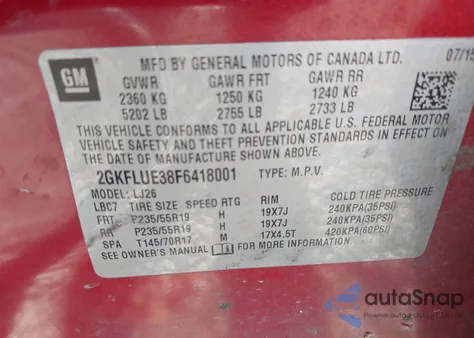 GM
MFD BY GENERAL MOTORS OF CANADA LTD. 07/15
GVWR GAWR FRT GAWR RR
2360 KG 1250 KG 1240 KG
5202 LB 2755 LB 2733 LB
THIS VEHICLE CONFORMS TO ALL APPLICABLE U.S. FEDERAL MOTOR
VEHICLE SAFETY AND THEFT PREVENTION STANDARDS IN EFFECT ON
THE DATE OF MANUFACTURE SHOWN ABOVE.
2GKFLUE38F6418001 TYPE: M.P.V.
MODEL: LJ26
LBC7 TIRE SIZE SPEED RTG RIM COLD TIRE PRESSURE
FRT P235/55R19 H 19X7J 240KPA(35PSI)
RR P235/55R19 H 19X7J 240KPA(35PSI)
SPA T145/70R17 M 17X4.5T 420KPA(60PSI)
SEE OWNER'S MANUAL FOR ADDITIONAL INFORMATION.
autoSnap